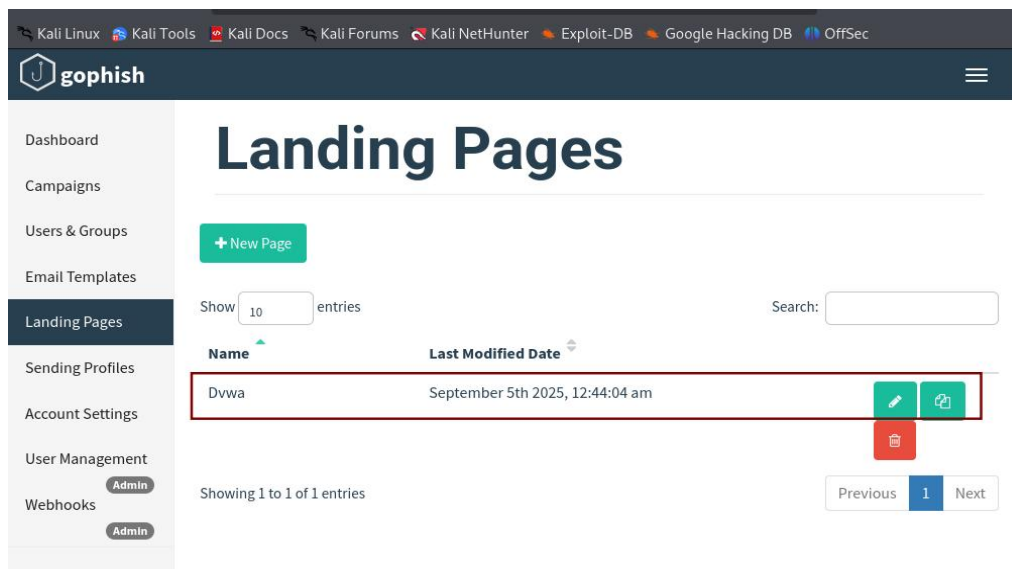 Kali Linux Kali Tools Kali Docs Kali Forums Kali NetHunter Exploit-DB Google Hacking DB OffSec
gophish
Dashboard
Campaigns
Users & Groups
Email Templates
Landing Pages
Sending Profiles
Account Settings
User Management
Admin
Webhooks
Admin
Landing Pages
+ New Page
Show 10 entries Search:
Name Last Modified Date
Dvwa September 5th 2025, 12:44:04 am
Showing 1 to 1 of 1 entries Previous 1 Next